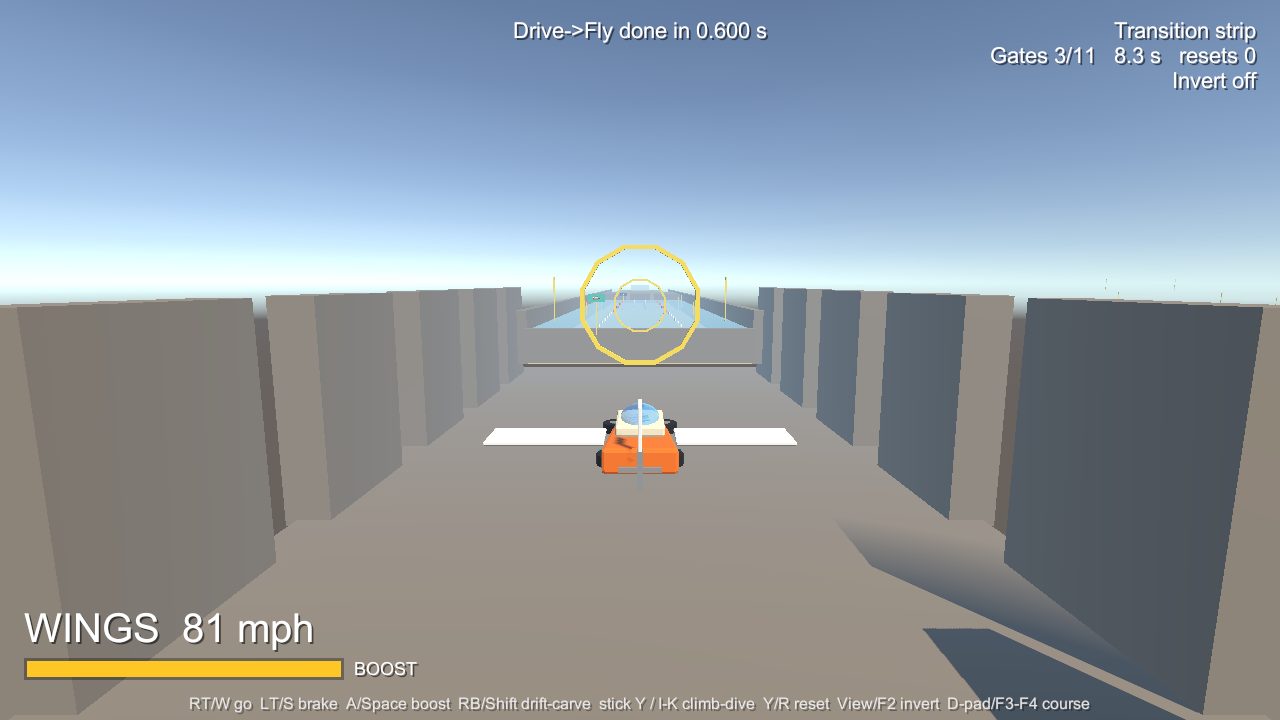 Drive->Fly done in 0.600 s
Transition strip
Gates 3/11 8.3 s resets 0
Invert off
WINGS 81 mph
BOOST
RT/W go LT/S brake A/Space boost RB/Shift drift-carve stick Y / I-K climb-dive Y/R reset View/F2 invert D-pad/F3-F4 course